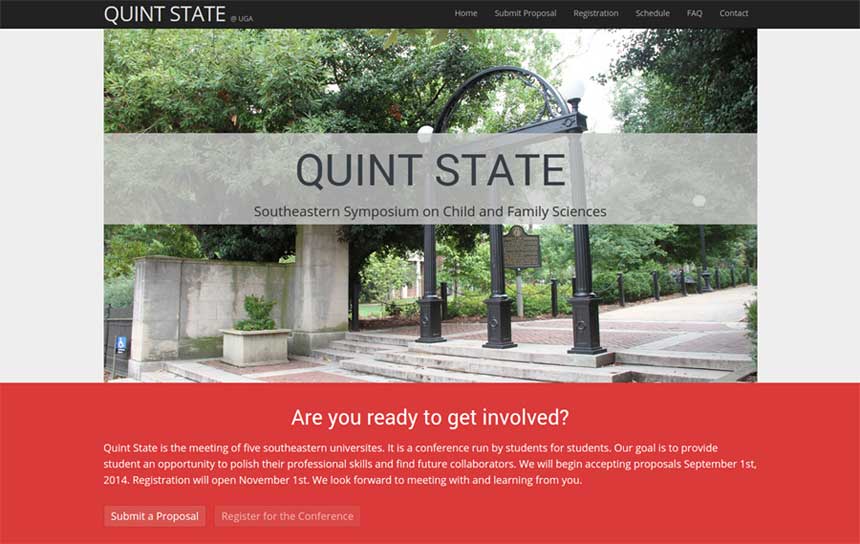 QUINT STATE @ UGA
Home Submit Proposal Registration Schedule FAQ Contact
QUINT STATE
Southeastern Symposium on Child and Family Sciences
Are you ready to get involved?
Quint State is the meeting of five southeastern universites. It is a conference run by students for students. Our goal is to provide
student an opportunity to polish their professional skills and find future collaborators. We will begin accepting proposals September 1st,
2014. Registration will open November 1st. We look forward to meeting with and learning from you.
Submit a Proposal
Register for the Conference